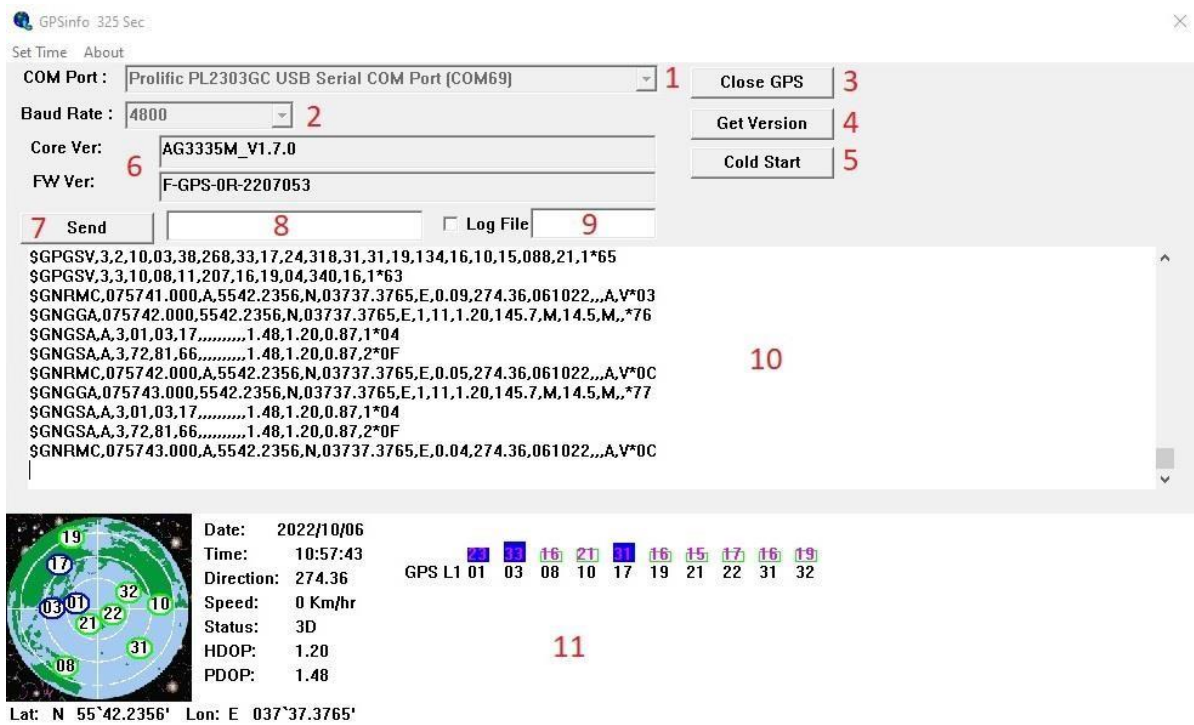 GPSinfo 325 Sec
Set Time About
COM Port : Prolific PL2303GC USB Serial COM Port (COM69) 1 Close GPS 3
Baud Rate : 4800 2 Get Version 4
Core Ver: AG3335M_V1.7.0 Cold Start 5
6
FW Ver: F-GPS-0R-2207053
7 Send 8 Log File 9
$GPGSV,3,2,10,03,38,268,33,17,24,318,31,31,19,134,16,10,15,088,21,1*65
$GPGSV,3,3,10,08,11,207,16,19,04,340,16,1*63
$GNRMC,075741.000,A,5542.2356,N,03737.3765,E,0.09,274.36,061022,,,A,V*03
$GNGGA,075742.000,5542.2356,N,03737.3765,E,1,11,1.20,145.7,M,14.5,M,,*76
$GNGSA,A,3,01,03,17,,,,,,,,,,1.48,1.20,0.87,1*04
$GNGSA,A,3,72,81,66,,,,,,,,,,1.48,1.20,0.87,2*0F
$GNRMC,075742.000,A,5542.2356,N,03737.3765,E,0.05,274.36,061022,,,A,V*0C
$GNGGA,075743.000,5542.2356,N,03737.3765,E,1,11,1.20,145.7,M,14.5,M,,*77
$GNGSA,A,3,01,03,17,,,,,,,,,,1.48,1.20,0.87,1*04
$GNGSA,A,3,72,81,66,,,,,,,,,,1.48,1.20,0.87,2*0F
$GNRMC,075743.000,A,5542.2356,N,03737.3765,E,0.04,274.36,061022,,,A,V*0C
10
19
17
32
03 01 10
22
21
31
08
Date: 2022/10/06
Time: 10:57:43
Direction: 274.36
Speed: 0 Km/hr
Status: 3D
HDOP: 1.20
PDOP: 1.48
23 33 16 21 31 16 15 17 16 19
GPS L1 01 03 08 10 17 19 21 22 31 32
11
Lat: N 55`42.2356' Lon: E 037`37.3765'